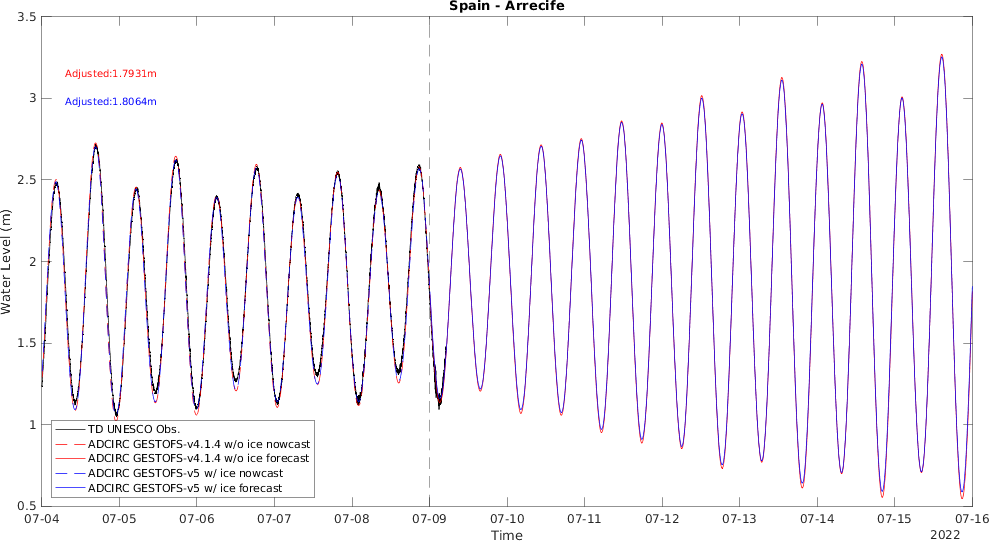 Spain - Arrecife
3.5
3
2.5
2
1.5
1
0.5
Water Level (m)
Adjusted:1.7931m
Adjusted:1.8064m
TD UNESCO Obs.
ADCIRC GESTOFS-v4.1.4 w/o ice nowcast
ADCIRC GESTOFS-v4.1.4 w/o ice forecast
ADCIRC GESTOFS-v5 w/ ice nowcast
ADCIRC GESTOFS-v5 w/ ice forecast
07-04 07-05 07-06 07-07 07-08 07-09 07-10 07-11 07-12 07-13 07-14 07-15 07-16
Time
2022